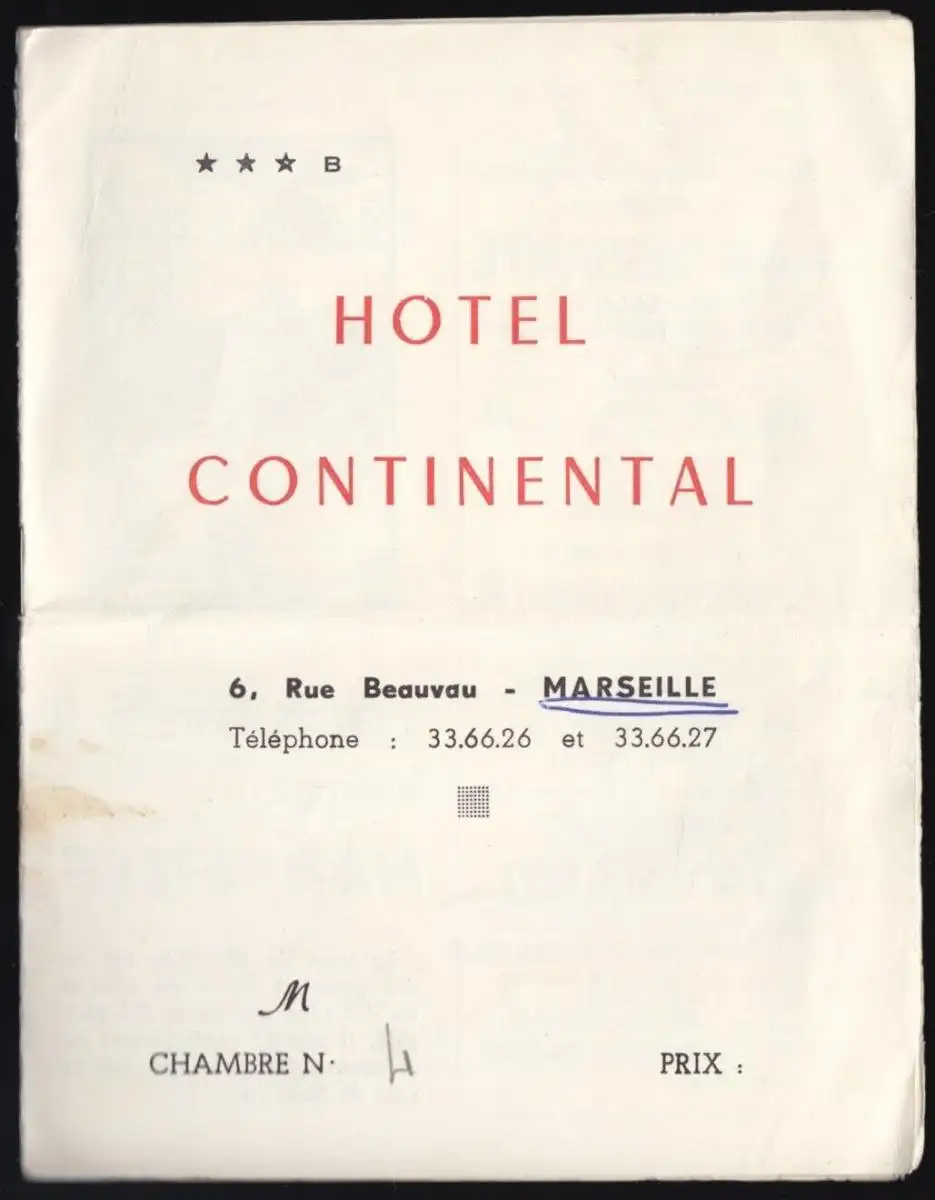 ★ ★ ★ B
HOTEL
CONTINENTAL
6, Rue Beauvau - MARSEILLE
Téléphone : 33.66.26 et 33.66.27
M
CHAMBRE N· 4
PRIX :